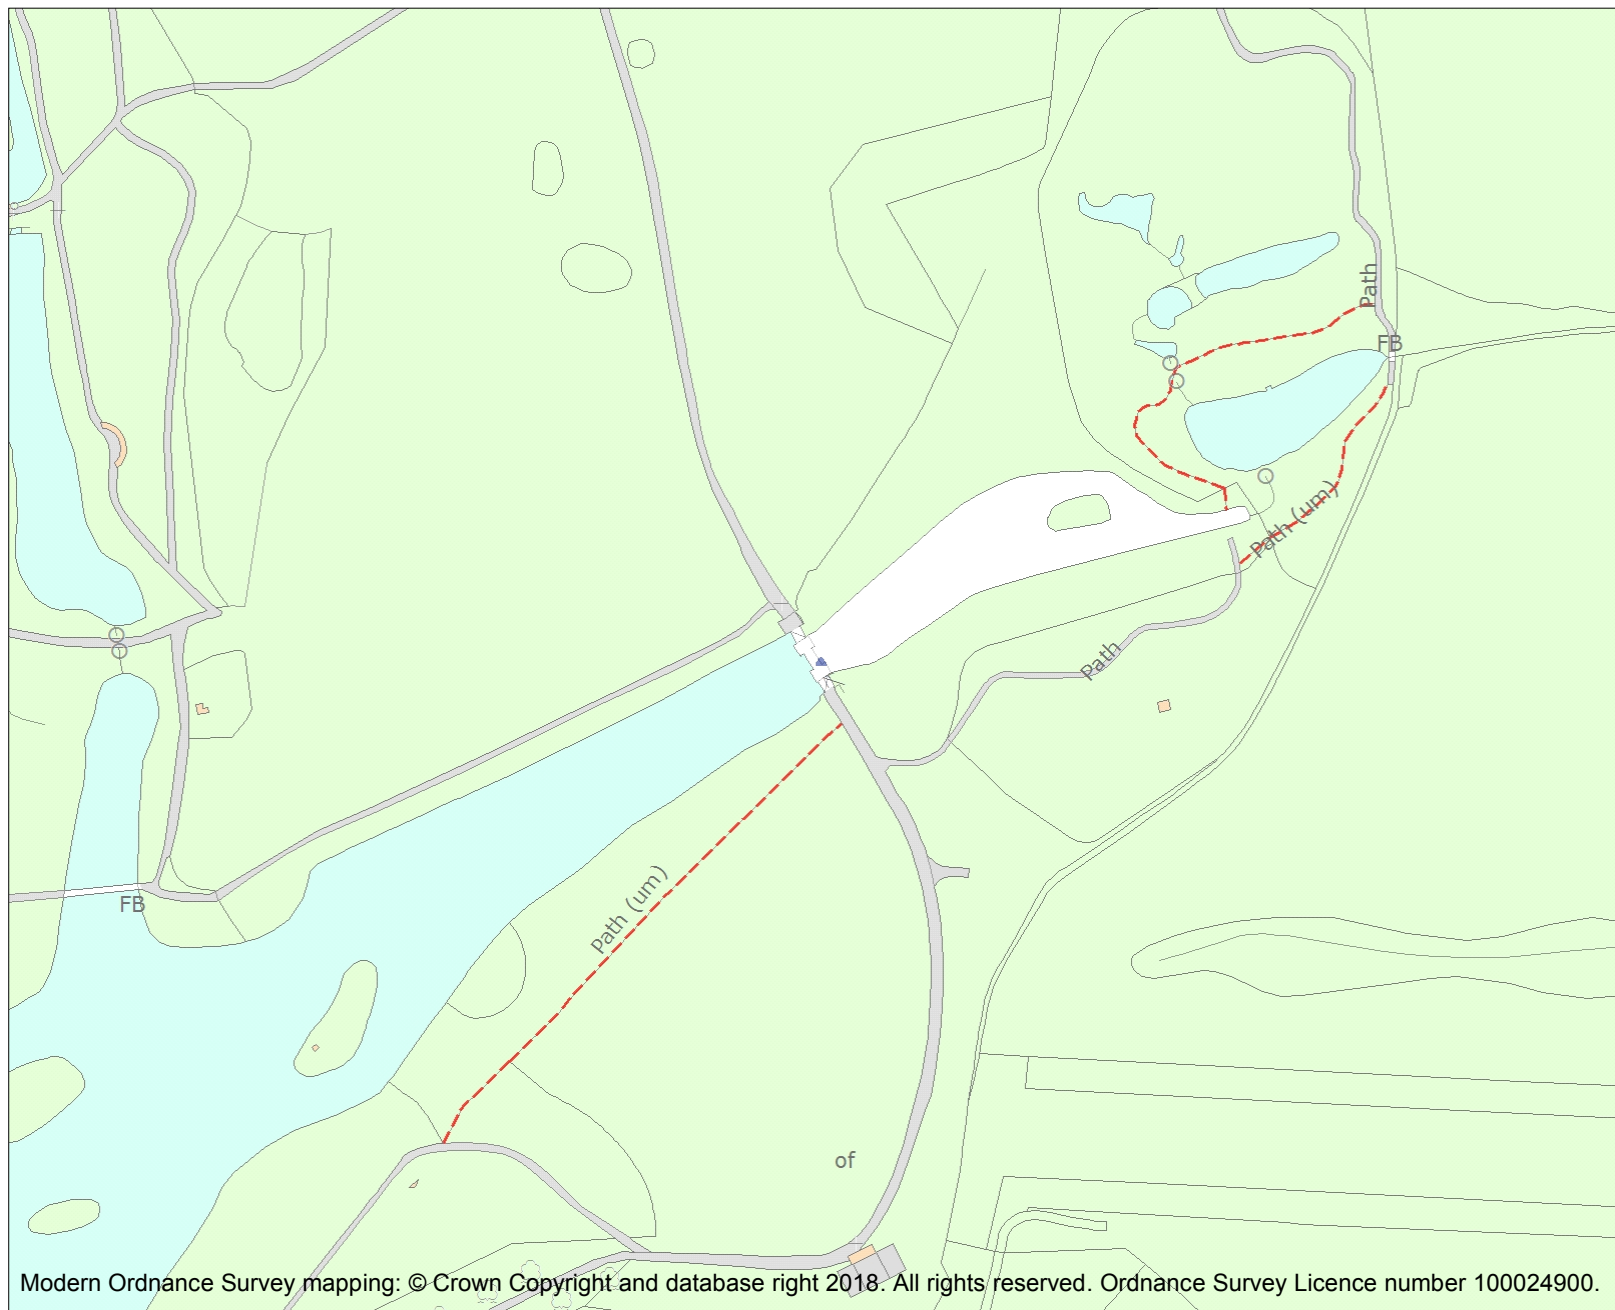 Path
FB
Path (um)
Path
Path (um)
FB
of
Modern Ordnance Survey mapping: © Crown Copyright and database right 2018. All rights reserved. Ordnance Survey Licence number 100024900.